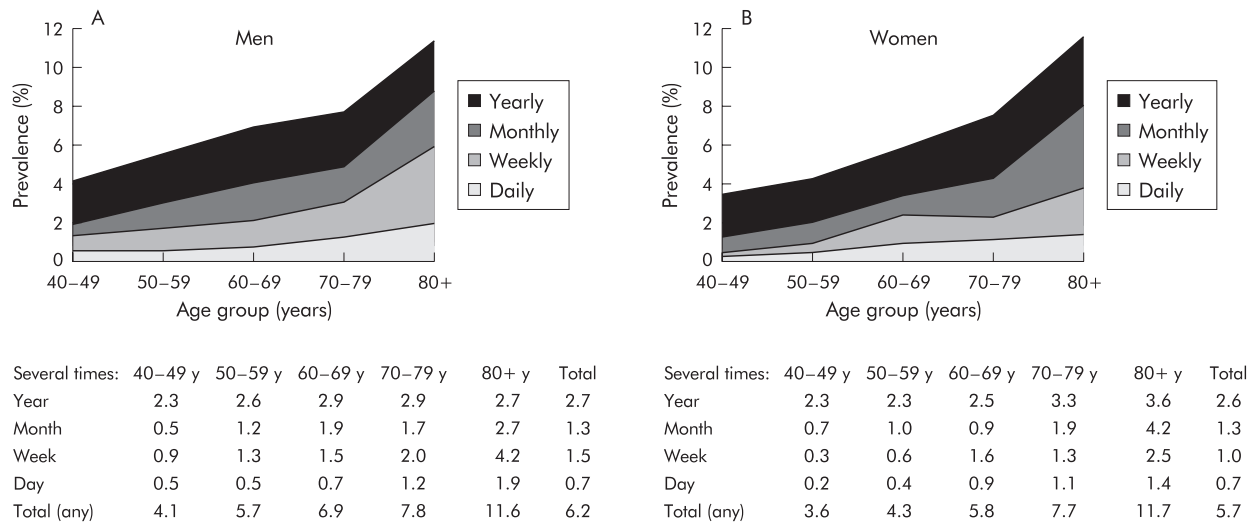 A
Men
12
10
8
6
4
2
0
Prevalence (%)
40–49 50–59 60–69 70–79 80+
Age group (years)
Yearly
Monthly
Weekly
Daily
B
Women
12
10
8
6
4
2
0
Prevalence (%)
40–49 50–59 60–69 70–79 80+
Age group (years)
Yearly
Monthly
Weekly
Daily
Several times: 40–49 y 50–59 y 60–69 y 70–79 y 80+ y Total
Year 2.3 2.6 2.9 2.9 2.7 2.7
Month 0.5 1.2 1.9 1.7 2.7 1.3
Week 0.9 1.3 1.5 2.0 4.2 1.5
Day 0.5 0.5 0.7 1.2 1.9 0.7
Total (any) 4.1 5.7 6.9 7.8 11.6 6.2
Several times: 40–49 y 50–59 y 60–69 y 70–79 y 80+ y Total
Year 2.3 2.3 2.5 3.3 3.6 2.6
Month 0.7 1.0 0.9 1.9 4.2 1.3
Week 0.3 0.6 1.6 1.3 2.5 1.0
Day 0.2 0.4 0.9 1.1 1.4 0.7
Total (any) 3.6 4.3 5.8 7.7 11.7 5.7